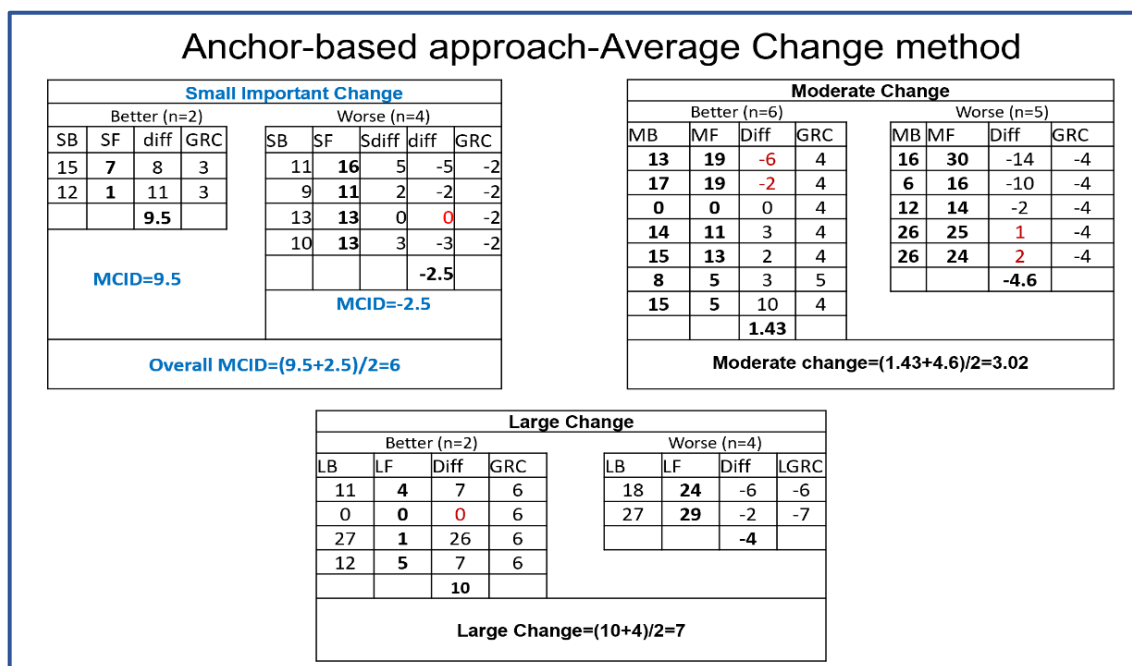 Anchor-based approach-Average Change method
Small Important Change
Better (n=2)
SB SF diff GRC
15 7 8 3
12 1 11 3
9.5
MCID=9.5
Worse (n=4)
SB SF Sdiff diff GRC
11 16 5 -5 -2
9 11 2 -2 -2
13 13 0 0 -2
10 13 3 -3 -2
-2.5
MCID=-2.5
Overall MCID=(9.5+2.5)/2=6
Moderate Change
Better (n=6)
MB MF Diff GRC
13 19 -6 4
17 19 -2 4
0 0 0 4
14 11 3 4
15 13 2 4
8 5 3 5
15 5 10 4
1.43
Worse (n=5)
MB MF Diff GRC
16 30 -14 -4
6 16 -10 -4
12 14 -2 -4
26 25 1 -4
26 24 2 -4
-4.6
Moderate change=(1.43+4.6)/2=3.02
Large Change
Better (n=2)
LB LF Diff GRC
11 4 7 6
0 0 0 6
27 1 26 6
12 5 7 6
10
Worse (n=4)
LB LF Diff LGRC
18 24 -6 -6
27 29 -2 -7
-4
Large Change=(10+4)/2=7